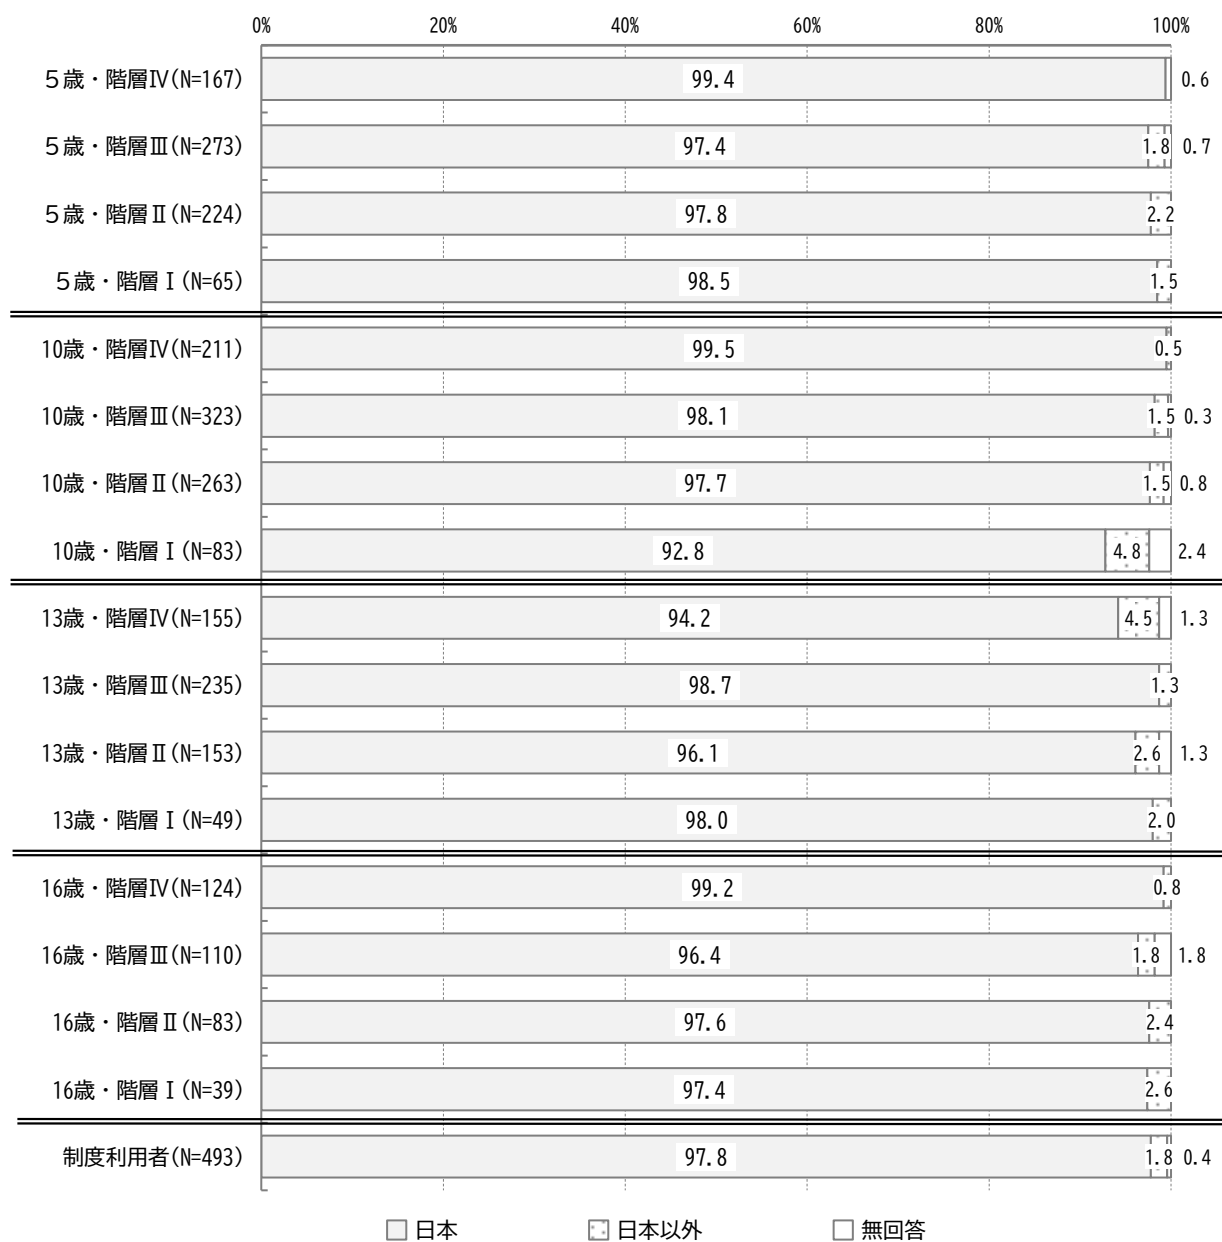 0% 20% 40% 60% 80% 100%
5歳・階層Ⅳ(N=167) 99.4 0.6
5歳・階層Ⅲ(N=273) 97.4 1.8 0.7
5歳・階層Ⅱ(N=224) 97.8 2.2
5歳・階層Ⅰ(N=65) 98.5 1.5
10歳・階層Ⅳ(N=211) 99.5 0.5
10歳・階層Ⅲ(N=323) 98.1 1.5 0.3
10歳・階層Ⅱ(N=263) 97.7 1.5 0.8
10歳・階層Ⅰ(N=83) 92.8 4.8 2.4
13歳・階層Ⅳ(N=155) 94.2 4.5 1.3
13歳・階層Ⅲ(N=235) 98.7 1.3
13歳・階層Ⅱ(N=153) 96.1 2.6 1.3
13歳・階層Ⅰ(N=49) 98.0 2.0
16歳・階層Ⅳ(N=124) 99.2 0.8
16歳・階層Ⅲ(N=110) 96.4 1.8 1.8
16歳・階層Ⅱ(N=83) 97.6 2.4
16歳・階層Ⅰ(N=39) 97.4 2.6
制度利用者(N=493) 97.8 1.8 0.4
日本 日本以外 無回答